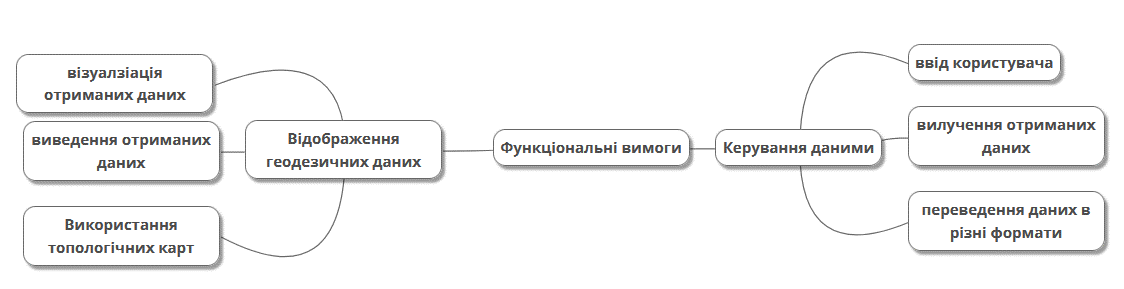 візуалзіація
отриманих даних
виведення отриманих
даних
Використання
топологічних карт
Відображення
геодезичних даних
Функціональні вимоги
Керування даними
ввід користувача
вилучення отриманих
даних
переведення даних в
різні формати